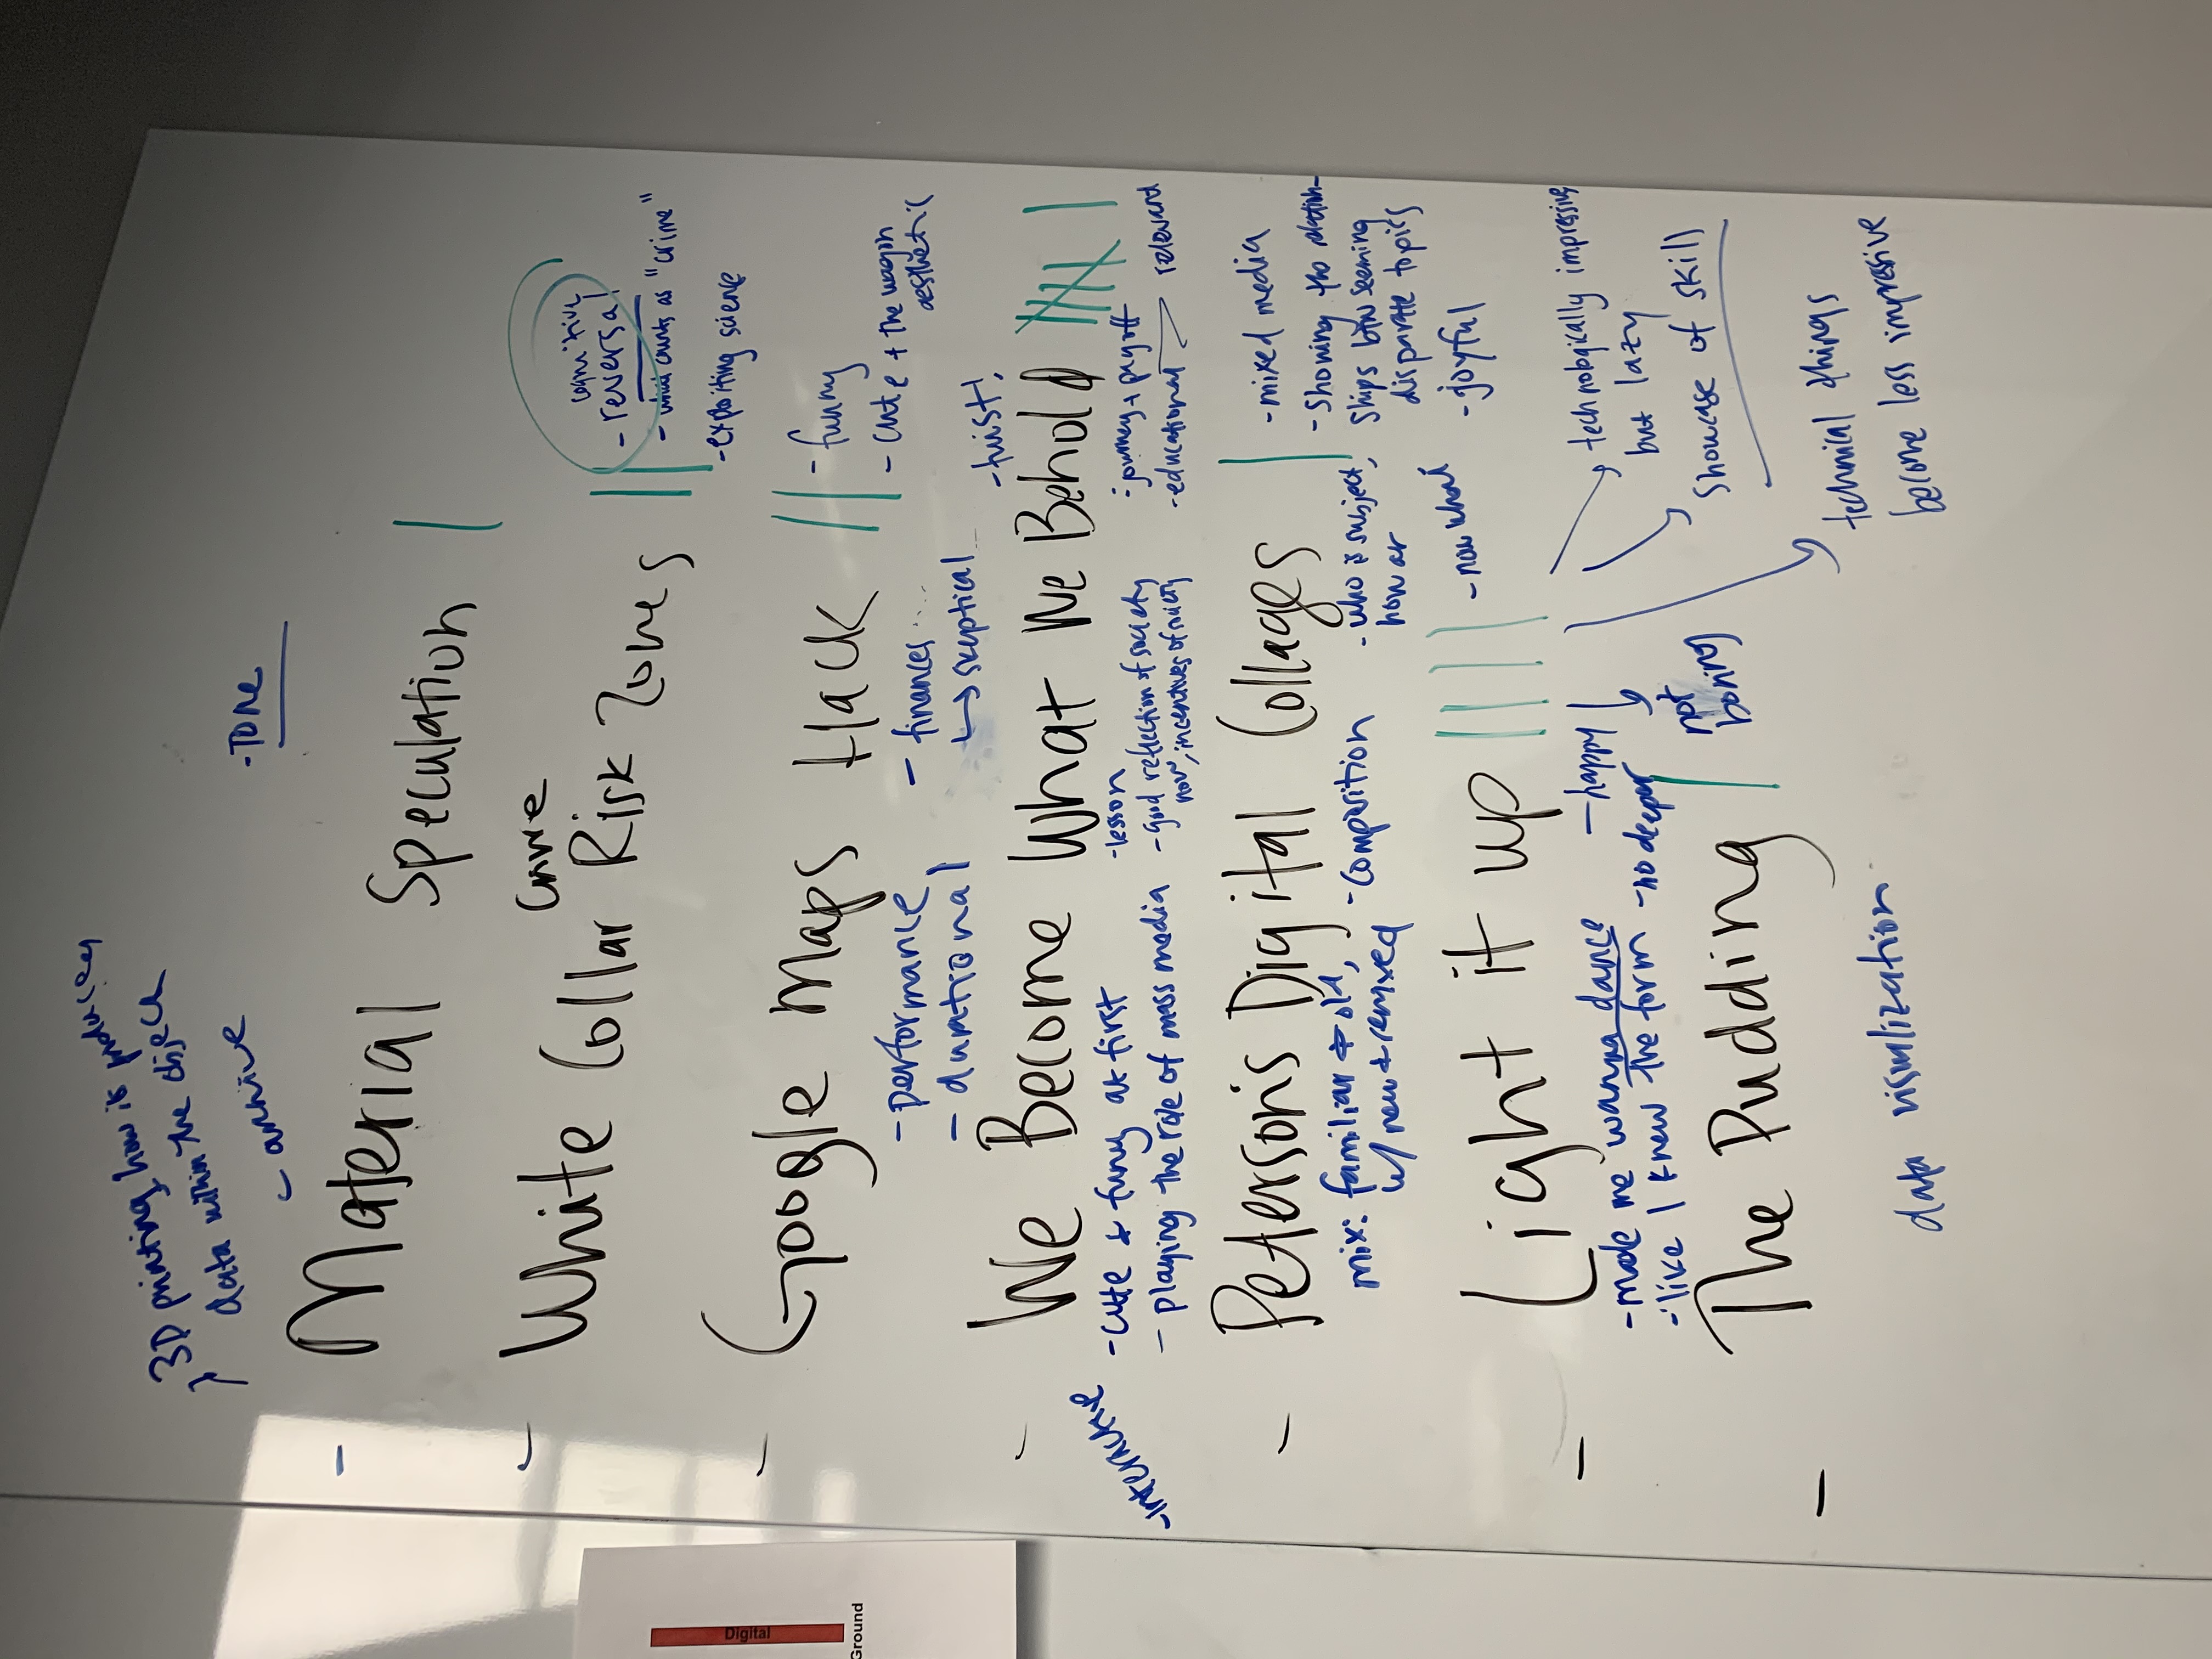 3D printing, how is produced
data within the object
- archive
- Tone
- Material Speculation
Crime
- White Collar Risk Zones
cognitive
- reversal
- what counts as "crime"
- exploiting science
- Google Maps Hack
- funny
- cute + the wagon
aesthetic
- performance
- durational
- finances
↳ skeptical
- twist!
- We Become What We Behold
- interactive
- cute & funny at first
- playing the role of mass media
- lesson
- good reflection of society
now, incentives of society
- journey + payoff
- educational
relevant
- Peterson's Digital Collages
mix: familiar & old,
w/ new & remixed
- composition
- who is subject,
how ar
- now what
- mixed media
- Showing the relation-
ships btw seeming
disparate topics
- joyful
- Light it up
- made me wanna dance
- like I knew the form
- happy
- no deeper
not
boring
technologically impressive
but lazy
Showcase of skill
technical things
become less impressive
- The Pudding
data visualization
Digital
Ground